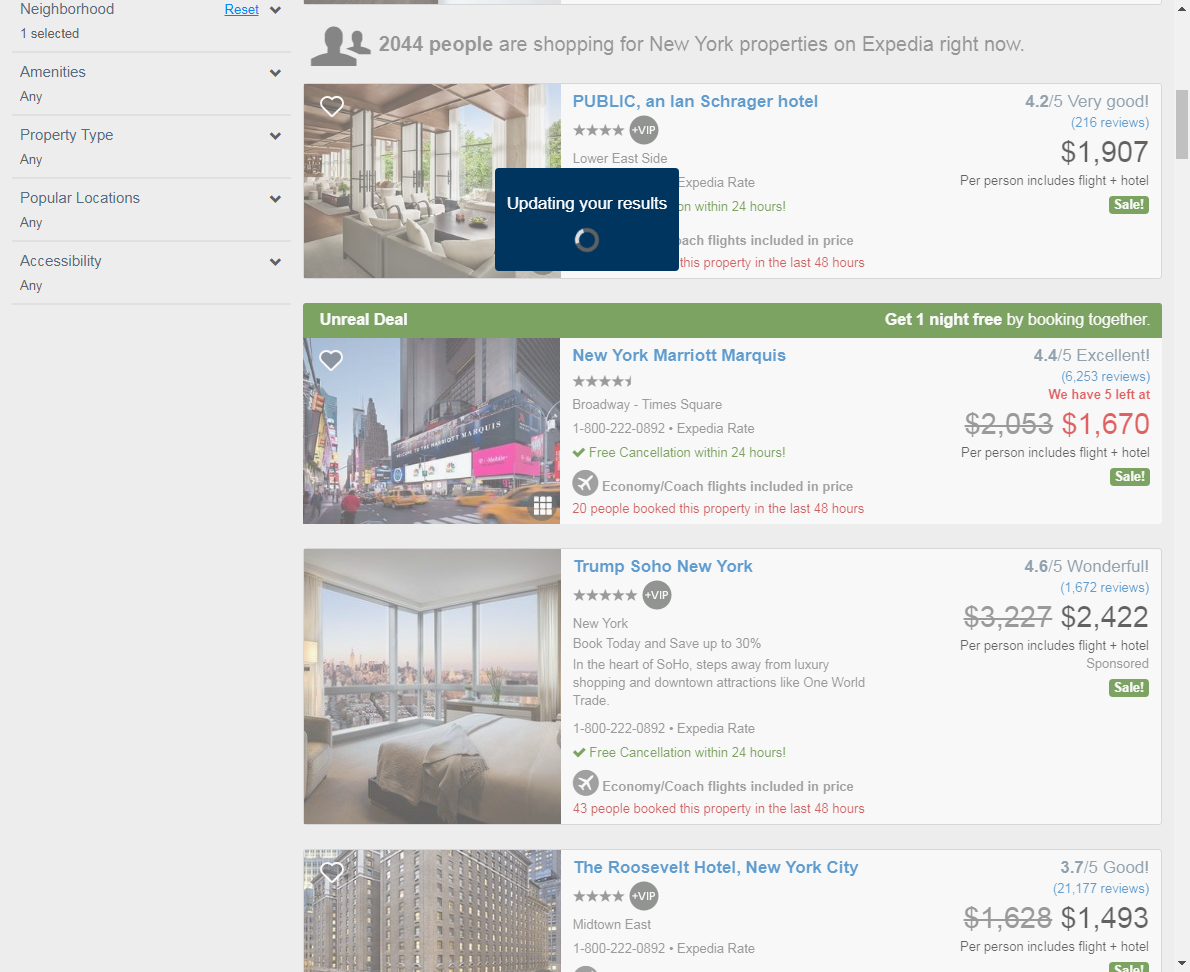 Neighborhood
Reset
1 selected
Amenities
Any
Property Type
Any
Popular Locations
Any
Accessibility
Any
2044 people are shopping for New York properties on Expedia right now.
PUBLIC, an Ian Schrager hotel
+VIP
Lower East Side
Expedia Rate
on within 24 hours!
oach flights included in price
this property in the last 48 hours
4.2/5 Very good!
(216 reviews)
$1,907
Per person includes flight + hotel
Sale!
Updating your results
Unreal Deal
Get 1 night free by booking together.
WELCOME TO THE MARRIOTT MARQUIS
New York Marriott Marquis
Broadway - Times Square
1-800-222-0892 • Expedia Rate
Free Cancellation within 24 hours!
Economy/Coach flights included in price
20 people booked this property in the last 48 hours
4.4/5 Excellent!
(6,253 reviews)
We have 5 left at
$2,053 $1,670
Per person includes flight + hotel
Sale!
Trump Soho New York
+VIP
New York
Book Today and Save up to 30%
In the heart of SoHo, steps away from luxury
shopping and downtown attractions like One World
Trade.
1-800-222-0892 • Expedia Rate
Free Cancellation within 24 hours!
Economy/Coach flights included in price
43 people booked this property in the last 48 hours
4.6/5 Wonderful!
(1,672 reviews)
$3,227 $2,422
Per person includes flight + hotel
Sponsored
Sale!
The Roosevelt Hotel, New York City
+VIP
Midtown East
1-800-222-0892 • Expedia Rate
3.7/5 Good!
(21,177 reviews)
$1,628 $1,493
Per person includes flight + hotel
Sale!